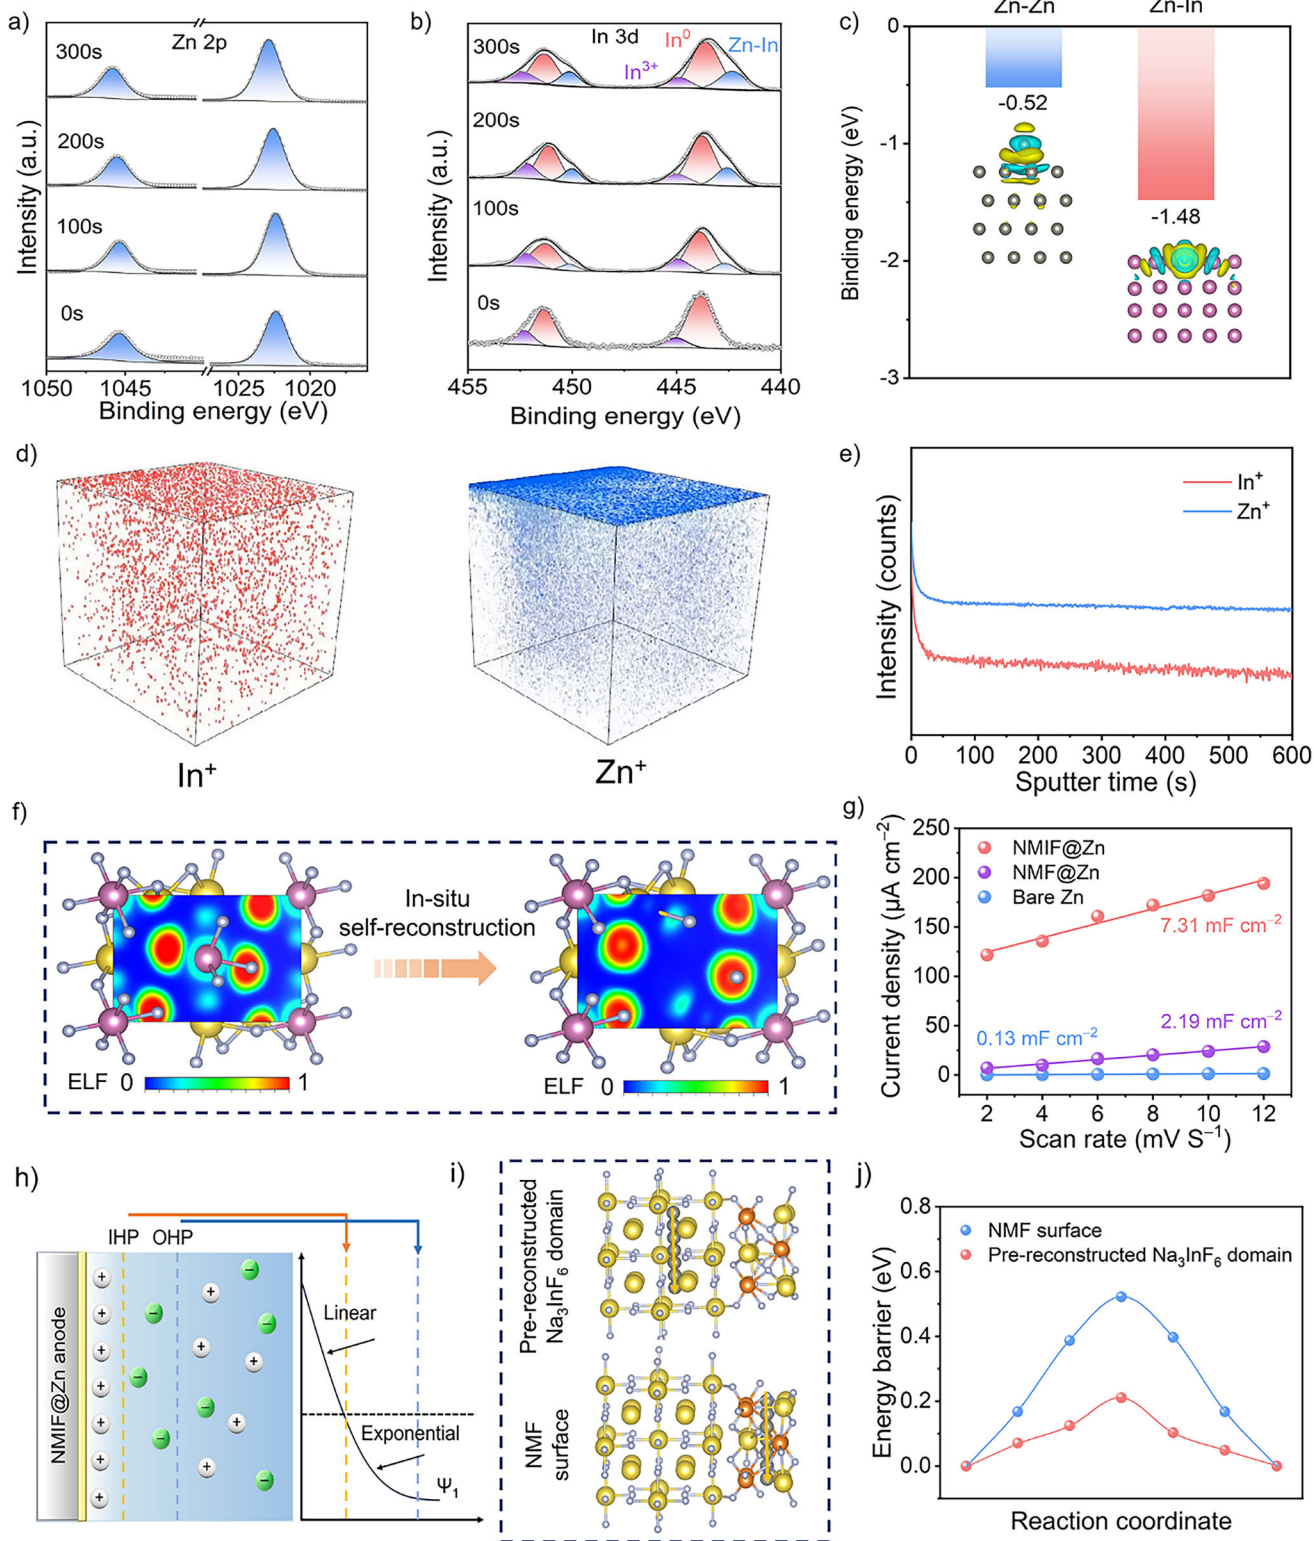 a)
300s
Zn 2p
200s
100s
0s
Intensity (a.u.)
1050
1045
1025
1020
Binding energy (eV)
b)
300s
In 3d
In⁰
Zn-In
In³⁺
200s
100s
0s
Intensity (a.u.)
455
450
445
440
Binding energy (eV)
c)
Zn-Zn
Zn-In
0
-1
-2
-3
Binding energy (eV)
-0.52
-1.48
d)
In⁺
Zn⁺
e)
In⁺
Zn⁺
Intensity (counts)
0
100
200
300
400
500
600
Sputter time (s)
f)
In-situ
self-reconstruction
ELF 0
1
ELF 0
1
g)
250
200
150
100
50
0
Current density (μA cm⁻²)
NMIF@Zn
NMF@Zn
Bare Zn
7.31 mF cm⁻²
0.13 mF cm⁻²
2.19 mF cm⁻²
2
4
6
8
10
12
Scan rate (mV S⁻¹)
h)
IHP
OHP
NMIF@Zn anode
Linear
Exponential
Ψ₁
i)
Pre-reconstructed
Na₃InF₆ domain
NMF
surface
j)
0.8
0.6
0.4
0.2
0.0
Energy barrier (eV)
NMF surface
Pre-reconstructed Na₃InF₆ domain
Reaction coordinate